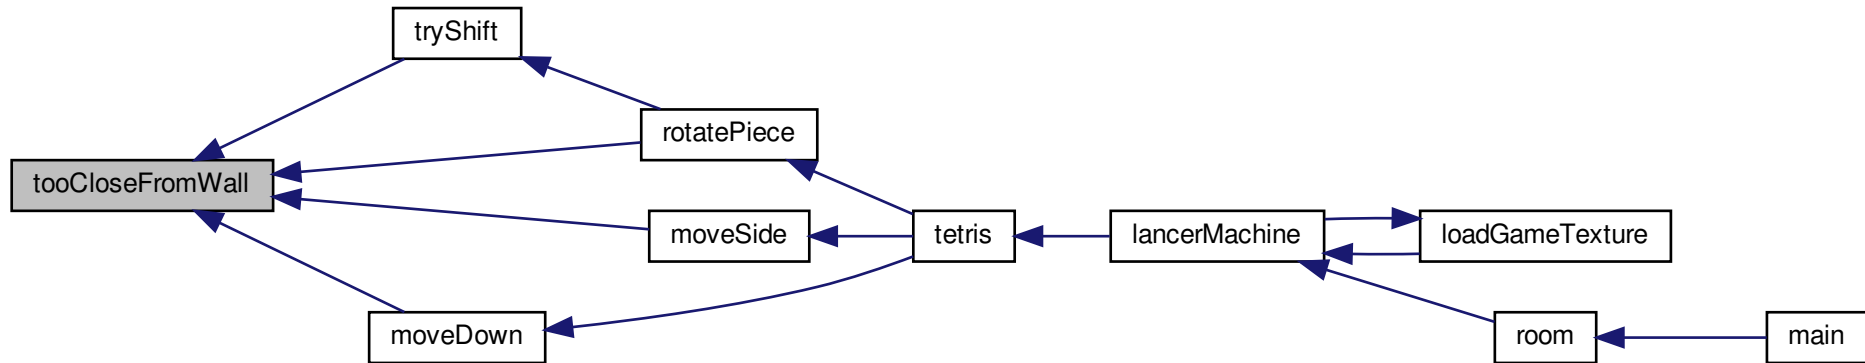 tryShift
rotatePiece
tooCloseFromWall
moveSide
tetris
lancerMachine
loadGameTexture
moveDown
room
main